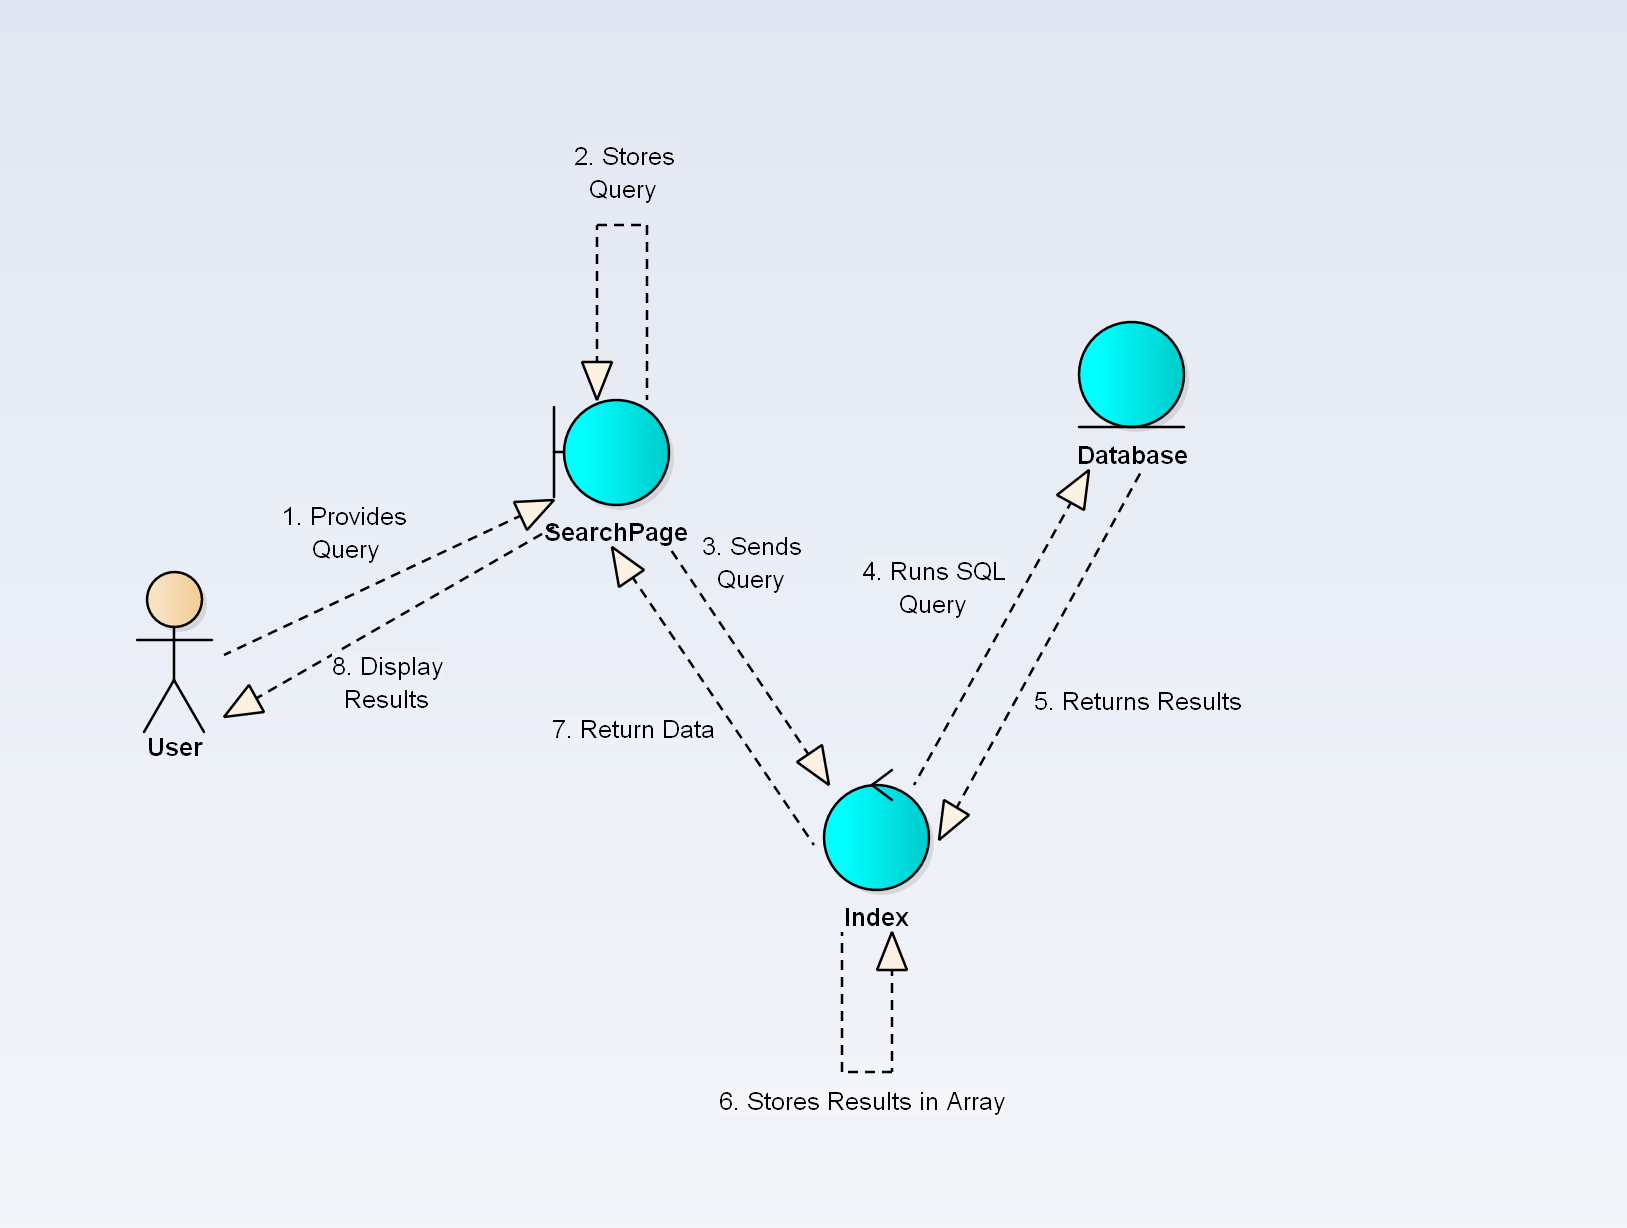 2. Stores
Query
Database
1. Provides
Query
SearchPage
3. Sends
Query
4. Runs SQL
Query
8. Display
Results
User
7. Return Data
5. Returns Results
Index
6. Stores Results in Array